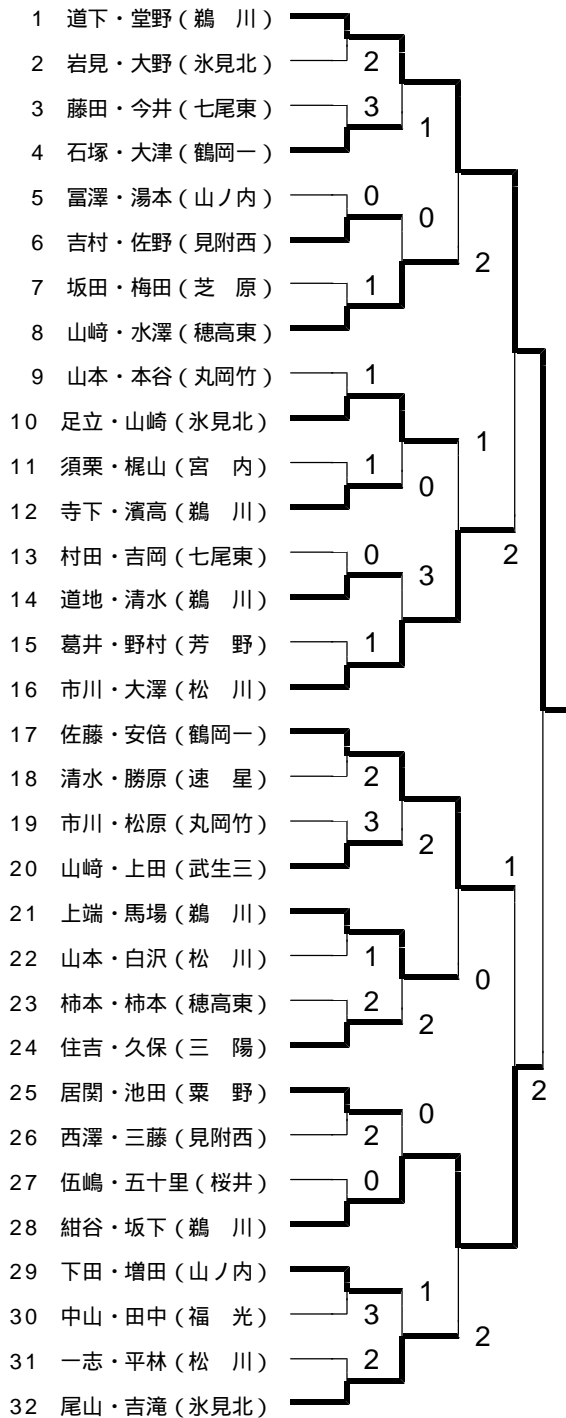 1 道下・堂野（鵜　川）
2 岩見・大野（氷見北）
2
3 藤田・今井（七尾東）
3
1
4 石塚・大津（鶴岡一）
5 冨澤・湯本（山ノ内）
0
0
6 吉村・佐野（見附西）
2
7 坂田・梅田（芝　原）
1
8 山﨑・水澤（穂高東）
9 山本・本谷（丸岡竹）
1
10 足立・山崎（氷見北）
1
11 須栗・梶山（宮　内）
1
0
12 寺下・濱高（鵜　川）
13 村田・吉岡（七尾東）
0
3
2
14 道地・清水（鵜　川）
15 葛井・野村（芳　野）
1
16 市川・大澤（松　川）
17 佐藤・安倍（鶴岡一）
18 清水・勝原（速　星）
2
19 市川・松原（丸岡竹）
3
2
20 山﨑・上田（武生三）
1
21 上端・馬場（鵜　川）
22 山本・白沢（松　川）
1
0
23 柿本・柿本（穂高東）
2
2
24 住吉・久保（三　陽）
25 居関・池田（粟　野）
0
2
26 西澤・三藤（見附西）
2
27 伍嶋・五十里（桜井）
0
28 紺谷・坂下（鵜　川）
29 下田・増田（山ノ内）
1
30 中山・田中（福　光）
3
2
31 一志・平林（松　川）
2
32 尾山・吉滝（氷見北）